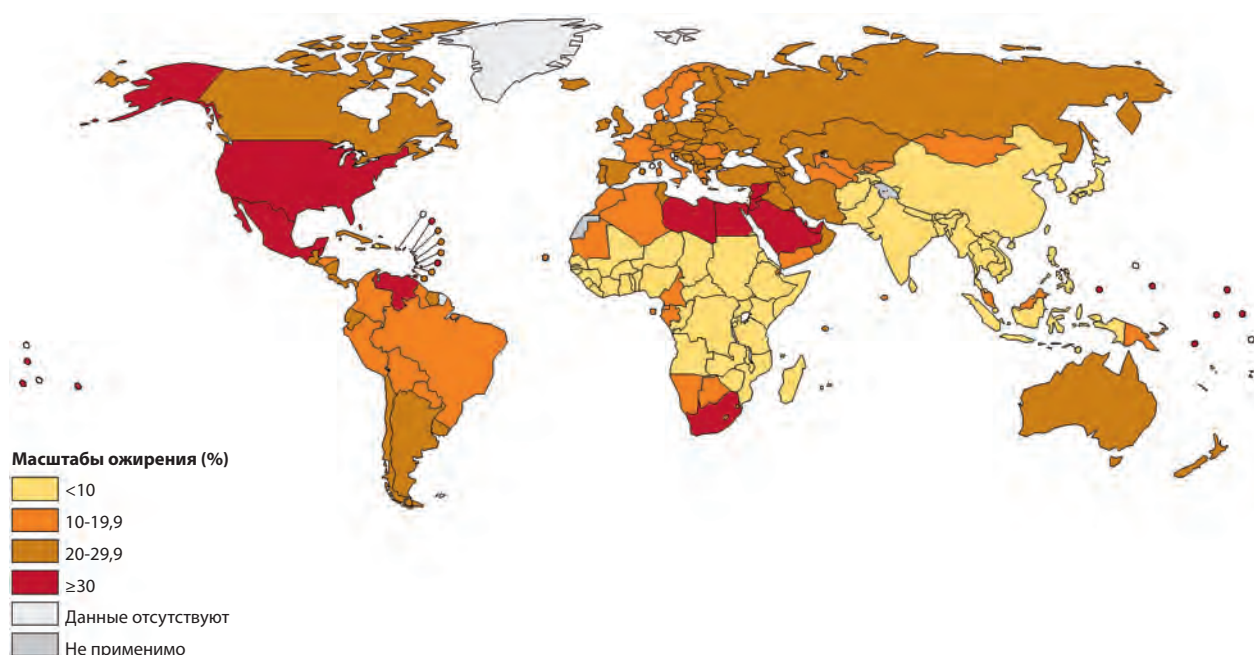 Масштабы ожирения (%)
<10
10-19,9
20-29,9
≥30
Данные отсутствуют
Не применимо